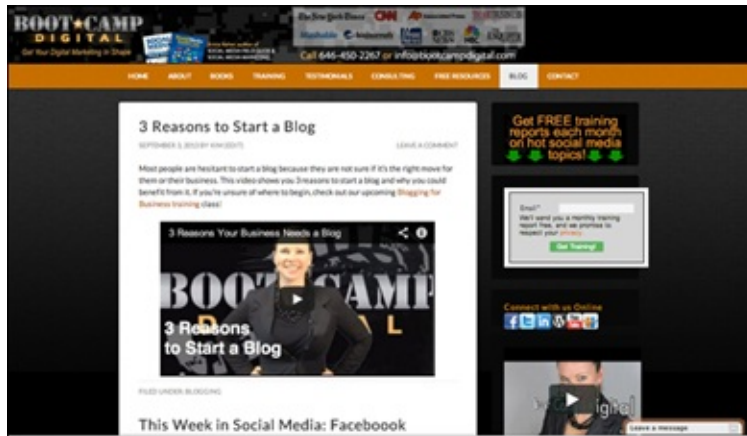 BOOT★CAMP
DIGITAL
Get Your Digital Marketing in Shape
The New York Times CNN AP
Mashable
Call 646-450-2267 or info@bootcampdigital.com
HOME ABOUT BOOKS TRAINING TESTIMONIALS CONSULTING FREE RESOURCES BLOG CONTACT
3 Reasons to Start a Blog
LEAVE A COMMENT
Most people are hesitant to start a blog because they are not sure if it's the right move for
them or their business. This video shows you 3 reasons to start a blog and why you could
benefit from it. If you're unsure of where to begin, check out our upcoming Blogging for
Business training class!
3 Reasons Your Business Needs a Blog
BOOT CAMP
3 Reasons
to Start a Blog
FILED UNDER: BLOGGING
This Week in Social Media: Faceboook
Get FREE training
reports each month
on hot social media
topics!
Email*
We'll send you a monthly training
report free, and we promise to
respect your privacy.
Get Training!
Connect with us Online
igital
Leave a message